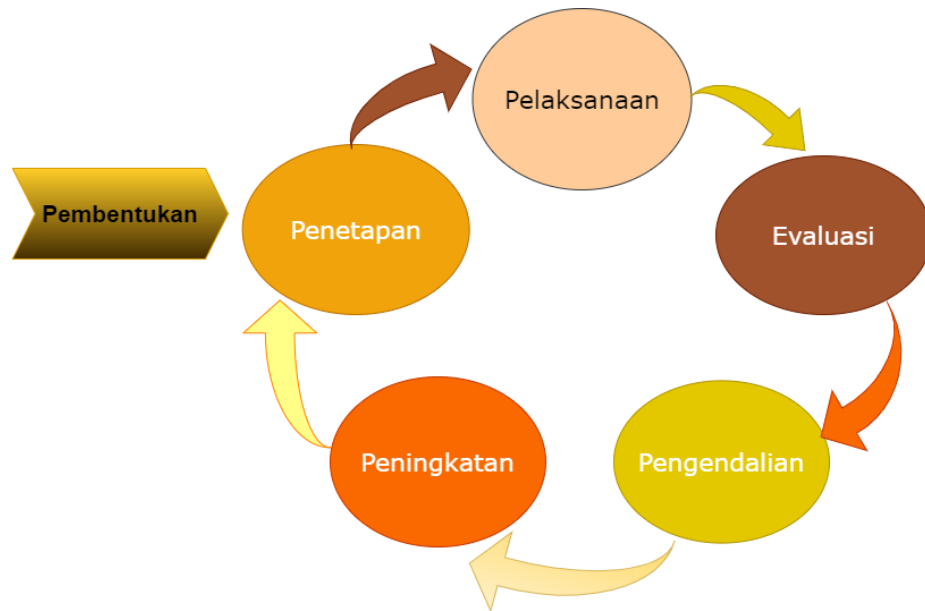 Pembentukan
Penetapan
Pelaksanaan
Evaluasi
Pengendalian
Peningkatan